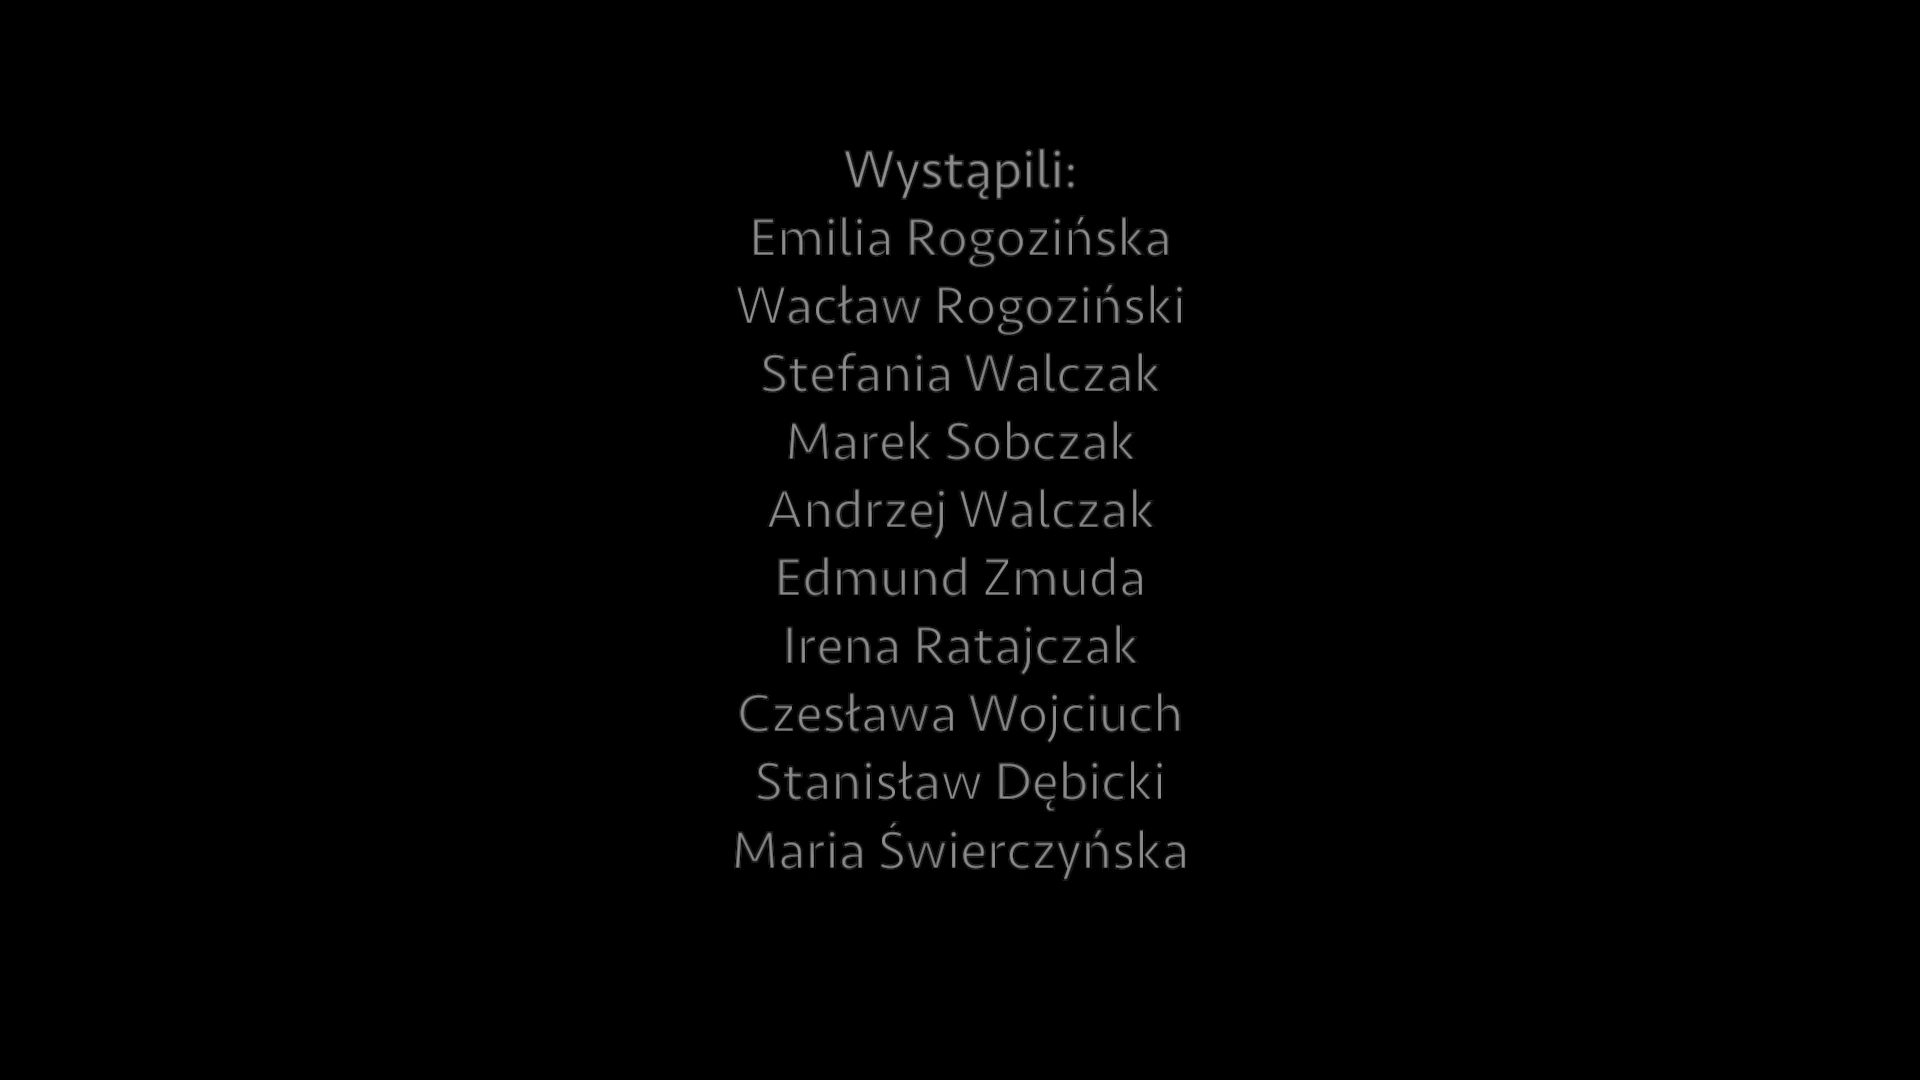 Wystąpili:
Emilia Rogozińska
Wacław Rogoziński
Stefania Walczak
Marek Sobczak
Andrzej Walczak
Edmund Zmuda
Irena Ratajczak
Czesława Wojciuch
Stanisław Dębicki
Maria Świerczyńska